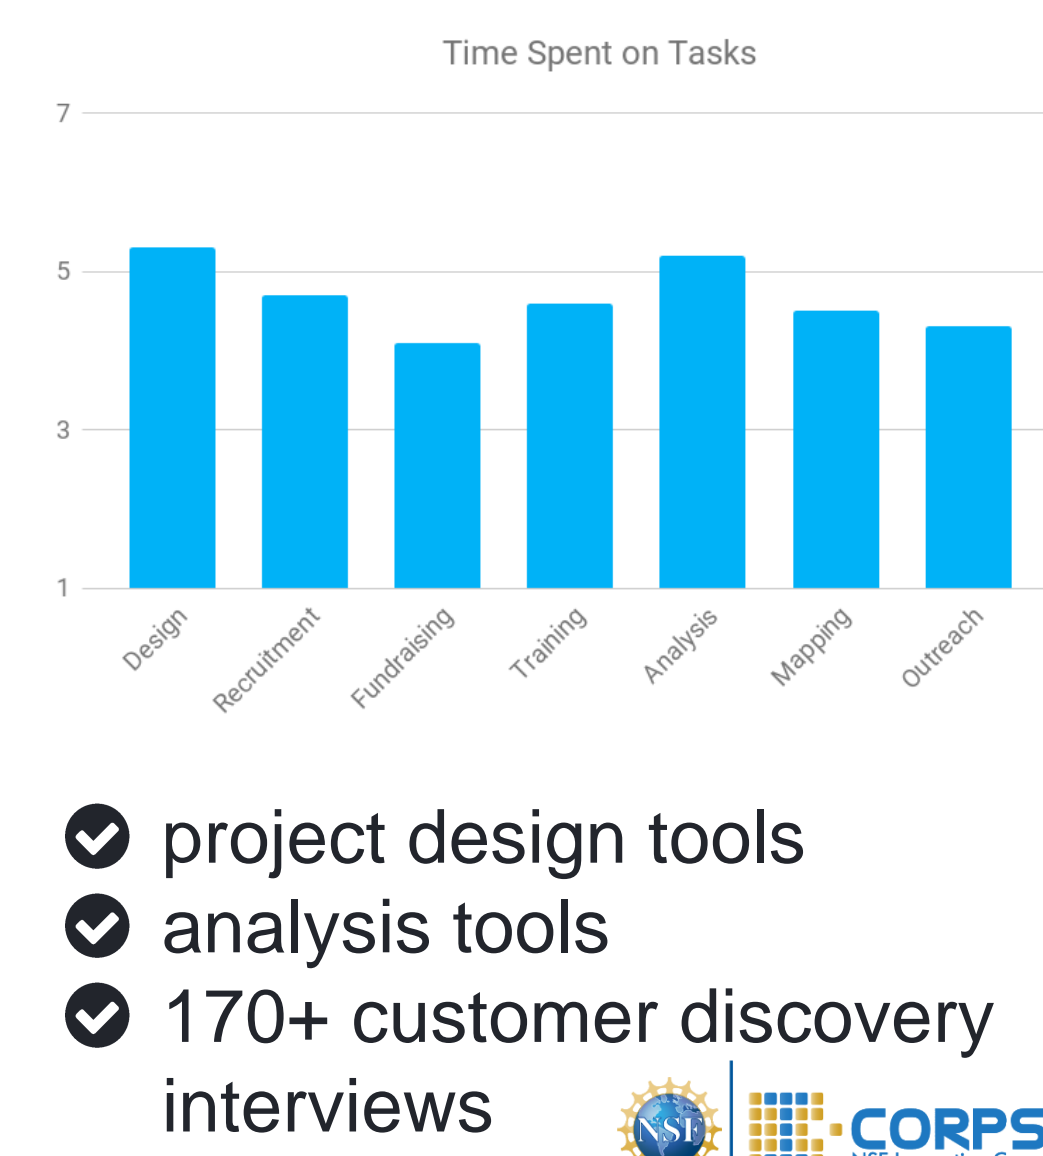 Time Spent on Tasks
7
5
3
1
Design
Recruitment
Fundraising
Training
Analysis
Mapping
Outreach
project design tools
analysis tools
170+ customer discovery
interviews
NSF
CORPS